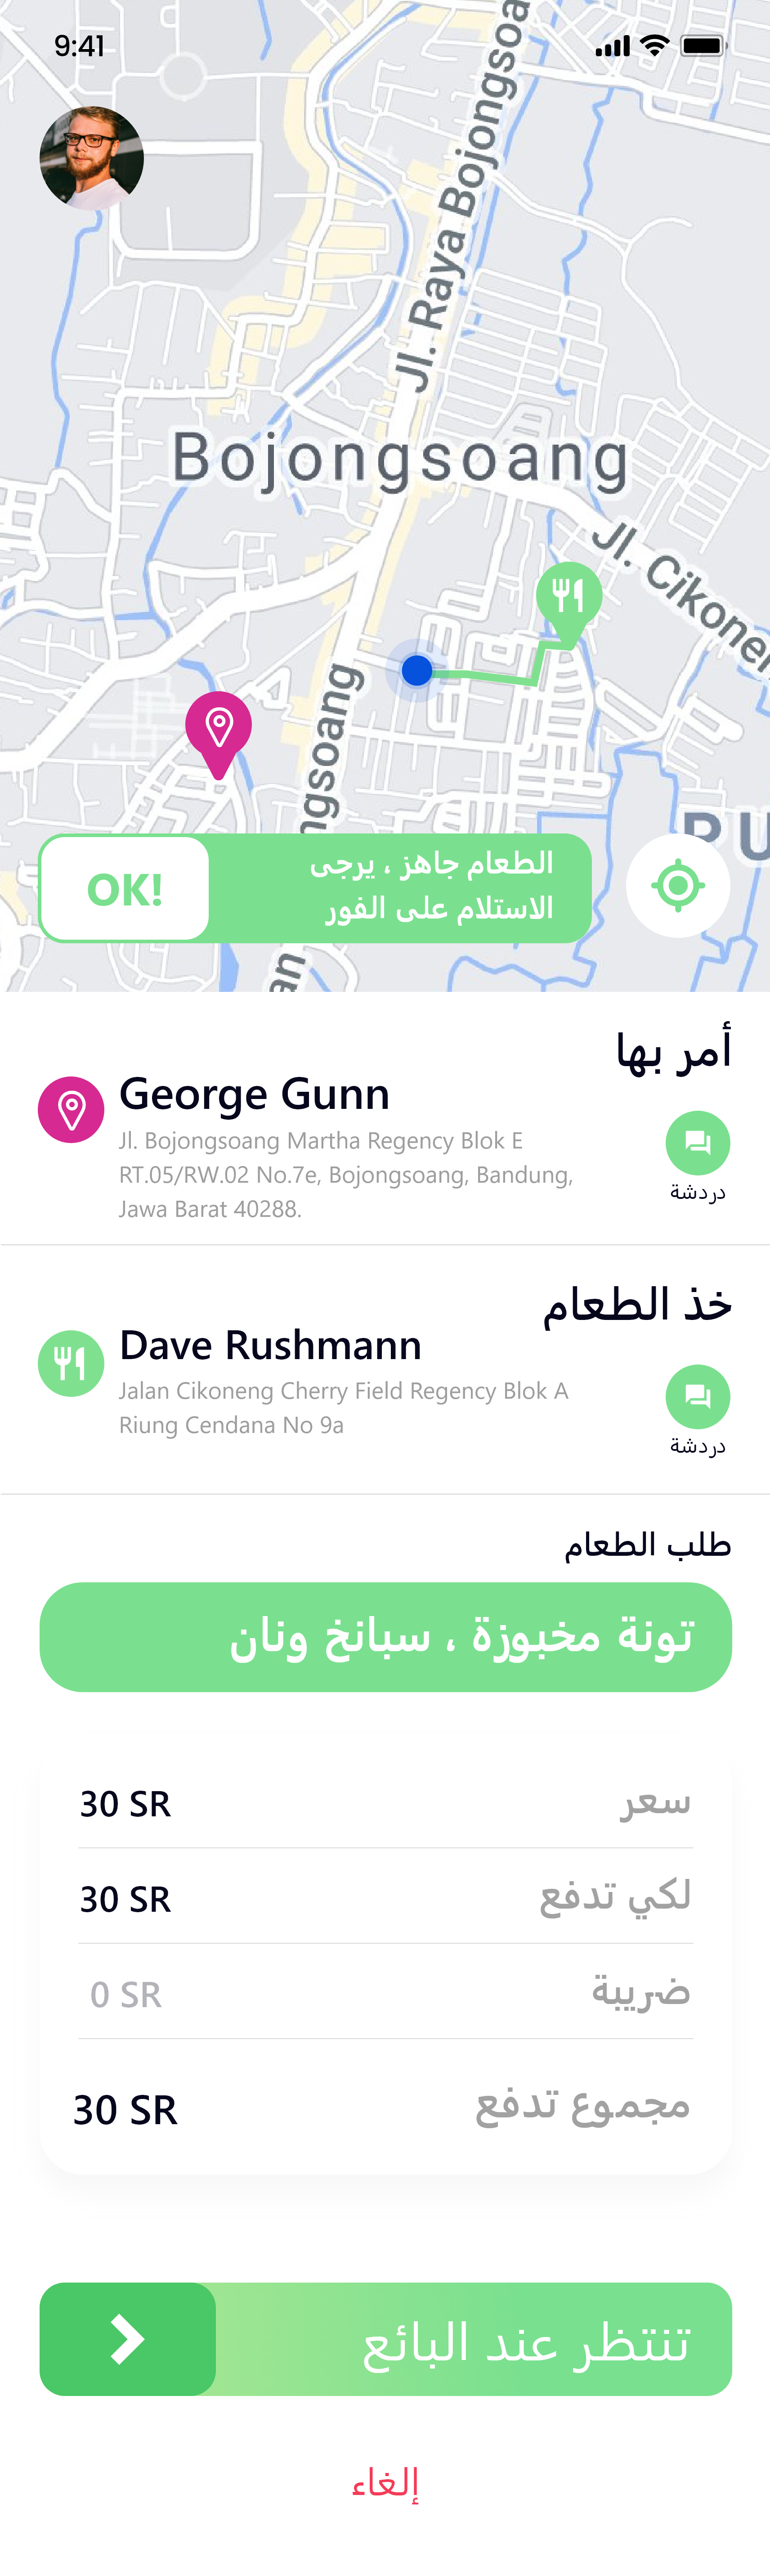 9:41
Jl. Raya Bojongsoa
Bojongsoang
Jl. Cikoner
ngsoang
RU
OK!
الطعام جاهز ، يرجى
الاستلام على الفور
an
أمر بها
George Gunn
Jl. Bojongsoang Martha Regency Blok E
RT.05/RW.02 No.7e, Bojongsoang, Bandung,
Jawa Barat 40288.
دردشة
خذ الطعام
Dave Rushmann
Jalan Cikoneng Cherry Field Regency Blok A
Riung Cendana No 9a
دردشة
طلب الطعام
تونة مخبوزة ، سبانخ ونان
سعر
30 SR
لكي تدفع
30 SR
ضريبة
0 SR
مجموع تدفع
30 SR
تنتظر عند البائع
إلغاء